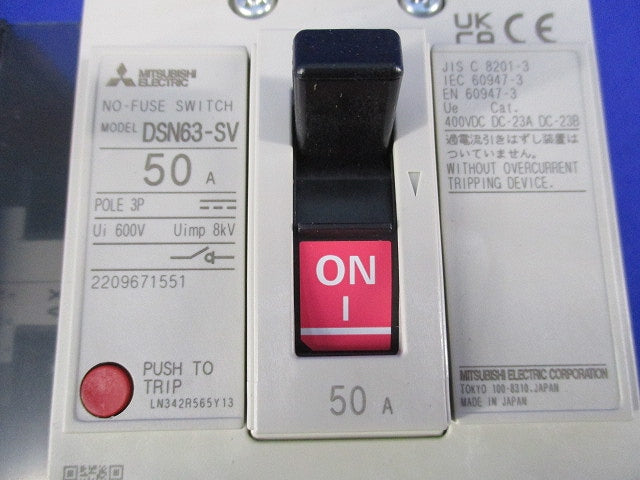 MITSUBISHI
ELECTRIC
NO-FUSE SWITCH
MODEL DSN63-SV
50 A
POLE 3P
Ui 600V Uimp 8kV
2209671551
PUSH TO
TRIP
LN342R565Y13
ON
I
50 A
UK
CA
CE
JIS C 8201-3
IEC 60947-3
EN 60947-3
Ue Cat.
400VDC DC-23A DC-23B
過電流引きはずし装置は
ついていません。
WITHOUT OVERCURRENT
TRIPPING DEVICE.
MITSUBISHI ELECTRIC CORPORATION
TOKYO 100-8310,JAPAN
MADE IN JAPAN